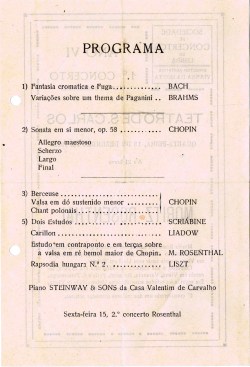 PROGRAMA
1) Fantasia cromatica e Fuga BACH
Variações sobre um thema de Paganini BRAHMS
2) Sonata em si menor, op. 58 CHOPIN
Allegro maestoso
Scherzo
Largo
Final
3) Berceuse
Valsa em dó sustenido menor CHOPIN
Chant polonais
5) Dois Estudos SCRIÀBINE
Carillon LIADOW
Estudo em contraponto e em terças sobre
a valsa em ré bemol maior de Chopin. M. ROSENTHAL
Rapsodia hungara N.º 2. LISZT
Piano STEINWAY & SONS da Casa Valentim de Carvalho
Sexta-feira 15, 2.º concerto Rosenthal